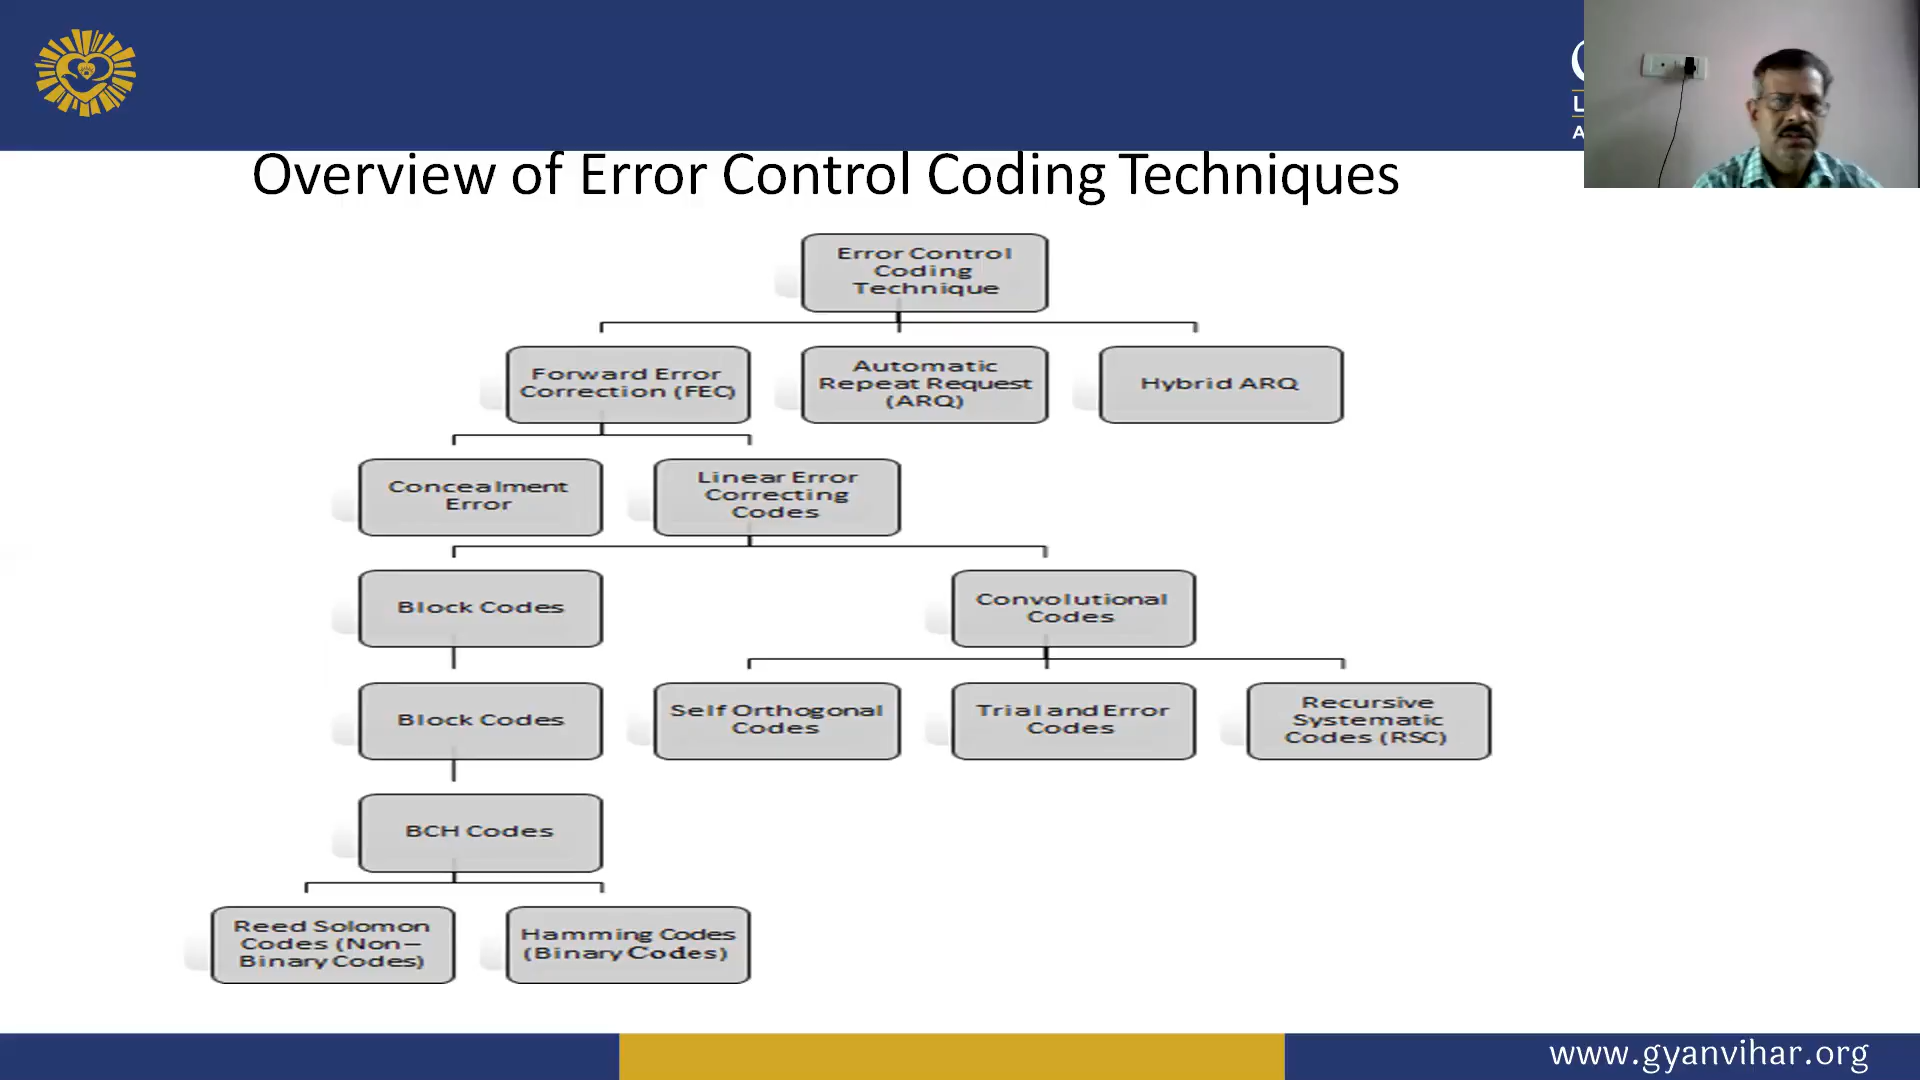 Overview of Error Control Coding Techniques
Error Control
Coding
Technique
Forward Error
Correction (FEC)
Automatic
Repeat Request
(ARQ)
Hybrid ARQ
Concealment
Error
Linear Error
Correcting
Codes
Block Codes
Convolutional
Codes
Block Codes
Self Orthogonal
Codes
Trial and Error
Codes
Recursive
Systematic
Codes (RSC)
BCH Codes
Reed Solomon
Codes (Non–
Binary Codes)
Hamming Codes
(Binary Codes)
www.gyanvihar.org